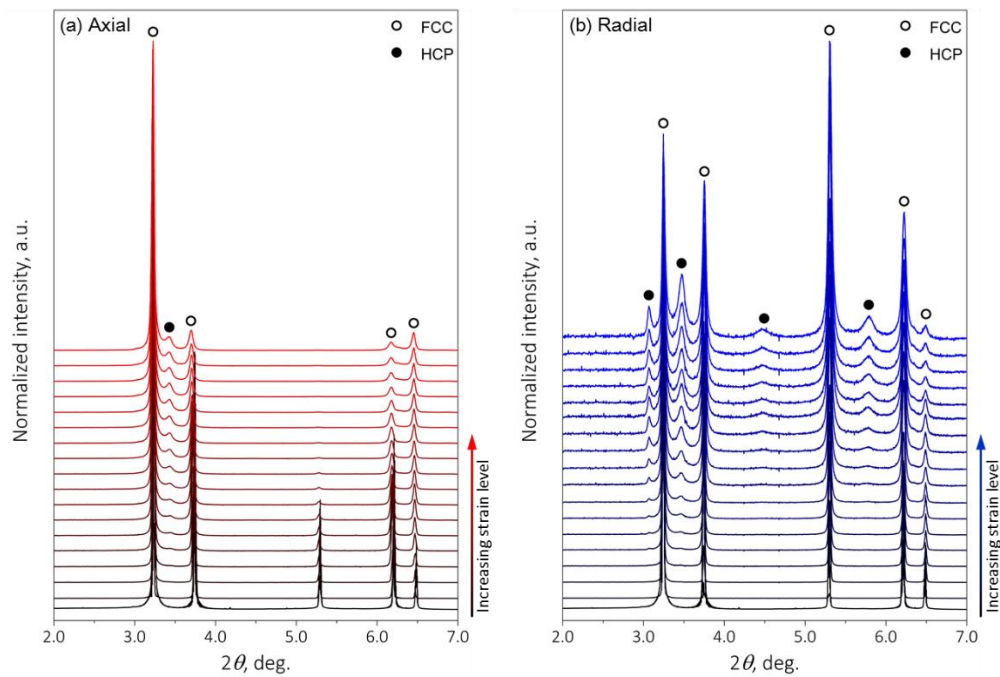 (a) Axial
FCC
HCP
Normalized intensity, a.u.
Increasing strain level
2.0 3.0 4.0 5.0 6.0 7.0
2θ, deg.
(b) Radial
FCC
HCP
Normalized intensity, a.u.
Increasing strain level
2.0 3.0 4.0 5.0 6.0 7.0
2θ, deg.